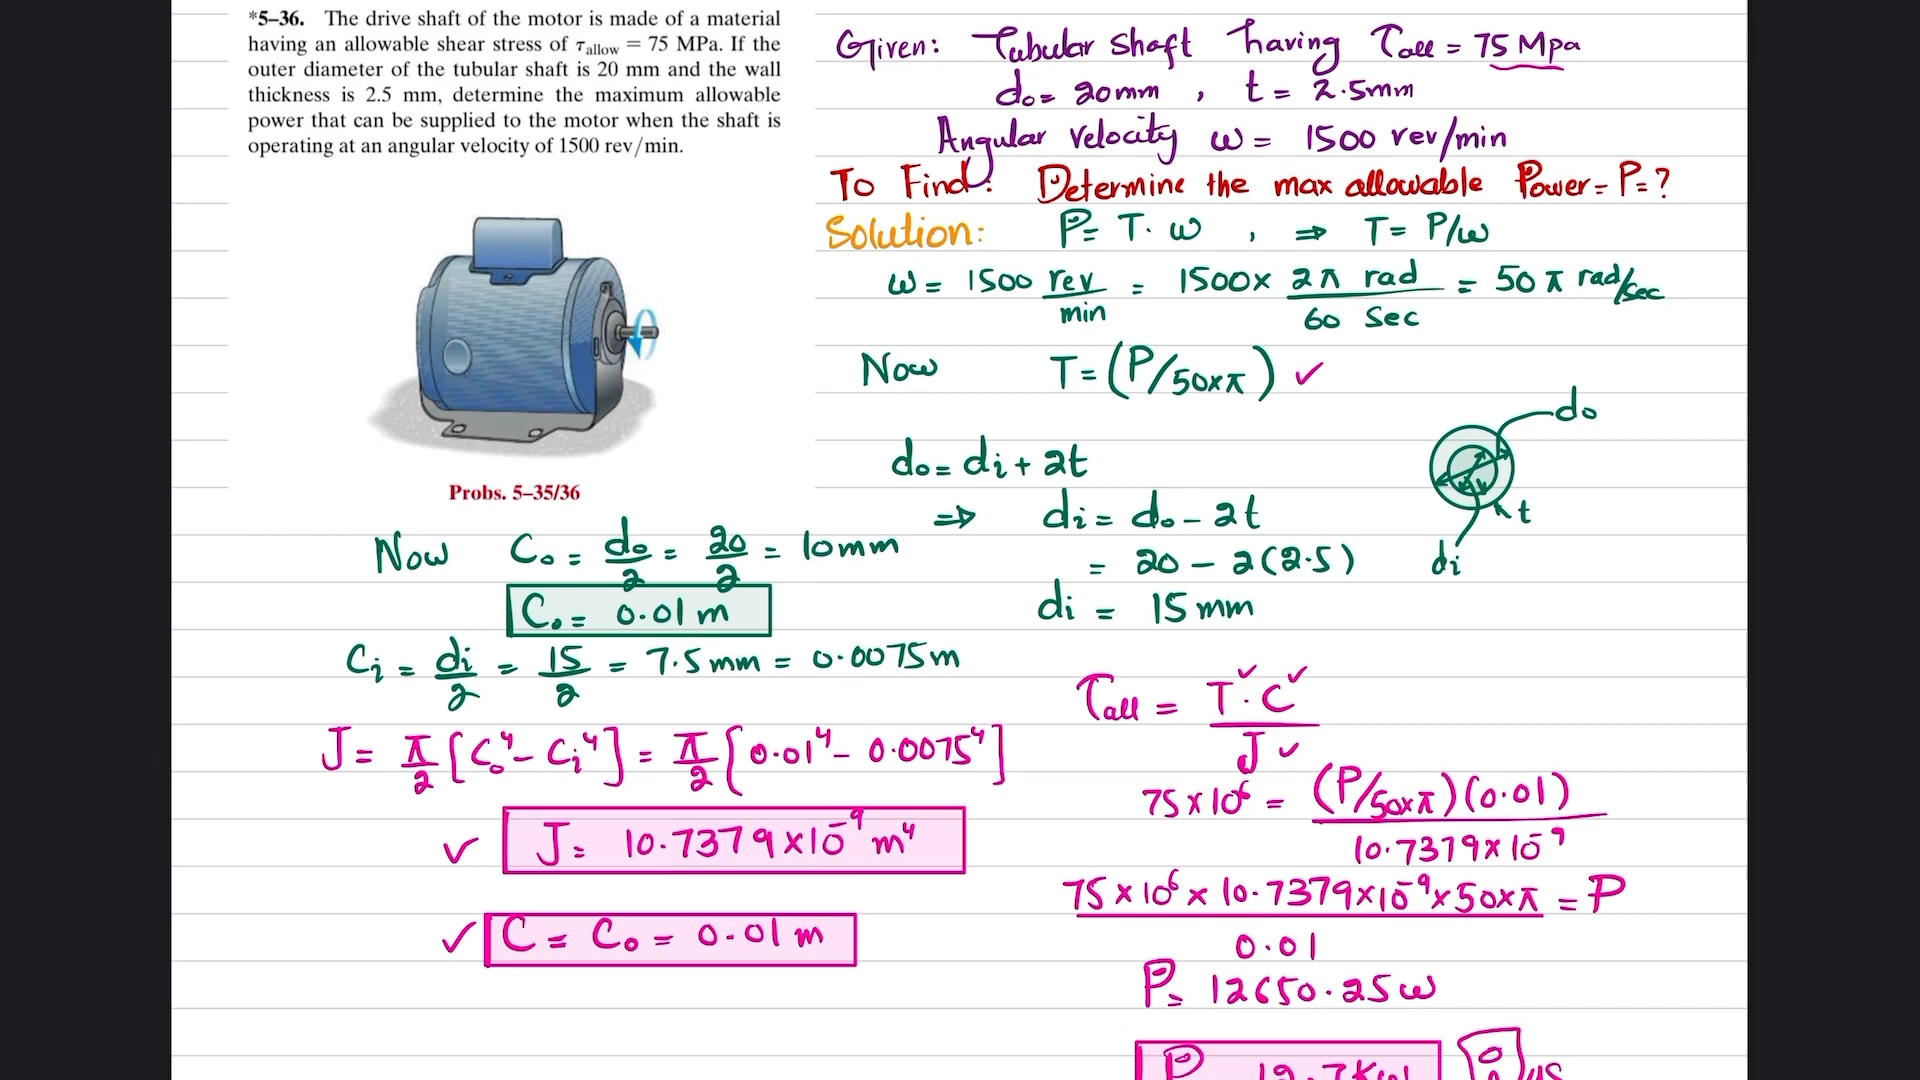 *5–36. The drive shaft of the motor is made of a material
having an allowable shear stress of τallow = 75 MPa. If the
outer diameter of the tubular shaft is 20 mm and the wall
thickness is 2.5 mm, determine the maximum allowable
power that can be supplied to the motor when the shaft is
operating at an angular velocity of 1500 rev/min.
Probs. 5–35/36
Given: Tubular Shaft having τall = 75 Mpa
do = 20mm , t = 2.5mm
Angular velocity ω = 1500 rev/min
To Find: Determine the max allowable Power = P = ?
Solution: P = T. ω , ⇒ T = P/ω
ω = 1500 rev/min = 1500 × 2π rad / 60 Sec = 50 π rad/sec
Now T = (P/50×π) ✓
do = di + 2t
⇒ di = do – 2t
= 20 – 2(2.5)
di = 15 mm
do
t
di
Now Co = do/2 = 20/2 = 10mm
Co = 0.01 m
Ci = di/2 = 15/2 = 7.5 mm = 0.0075m
J = π/2 [Co⁴ – Ci⁴] = π/2 [0.01⁴ – 0.0075⁴]
✓ J = 10.7379×10⁻⁹ m⁴
✓ C = Co = 0.01 m
τall = T✓.C✓ / J✓
75 × 10⁶ = (P/50×π)(0.01) / 10.7379×10⁻⁹
75 × 10⁶ × 10.7379×10⁻⁹ × 50×π / 0.01 = P
P = 12650.25 W
P 12.7 KW